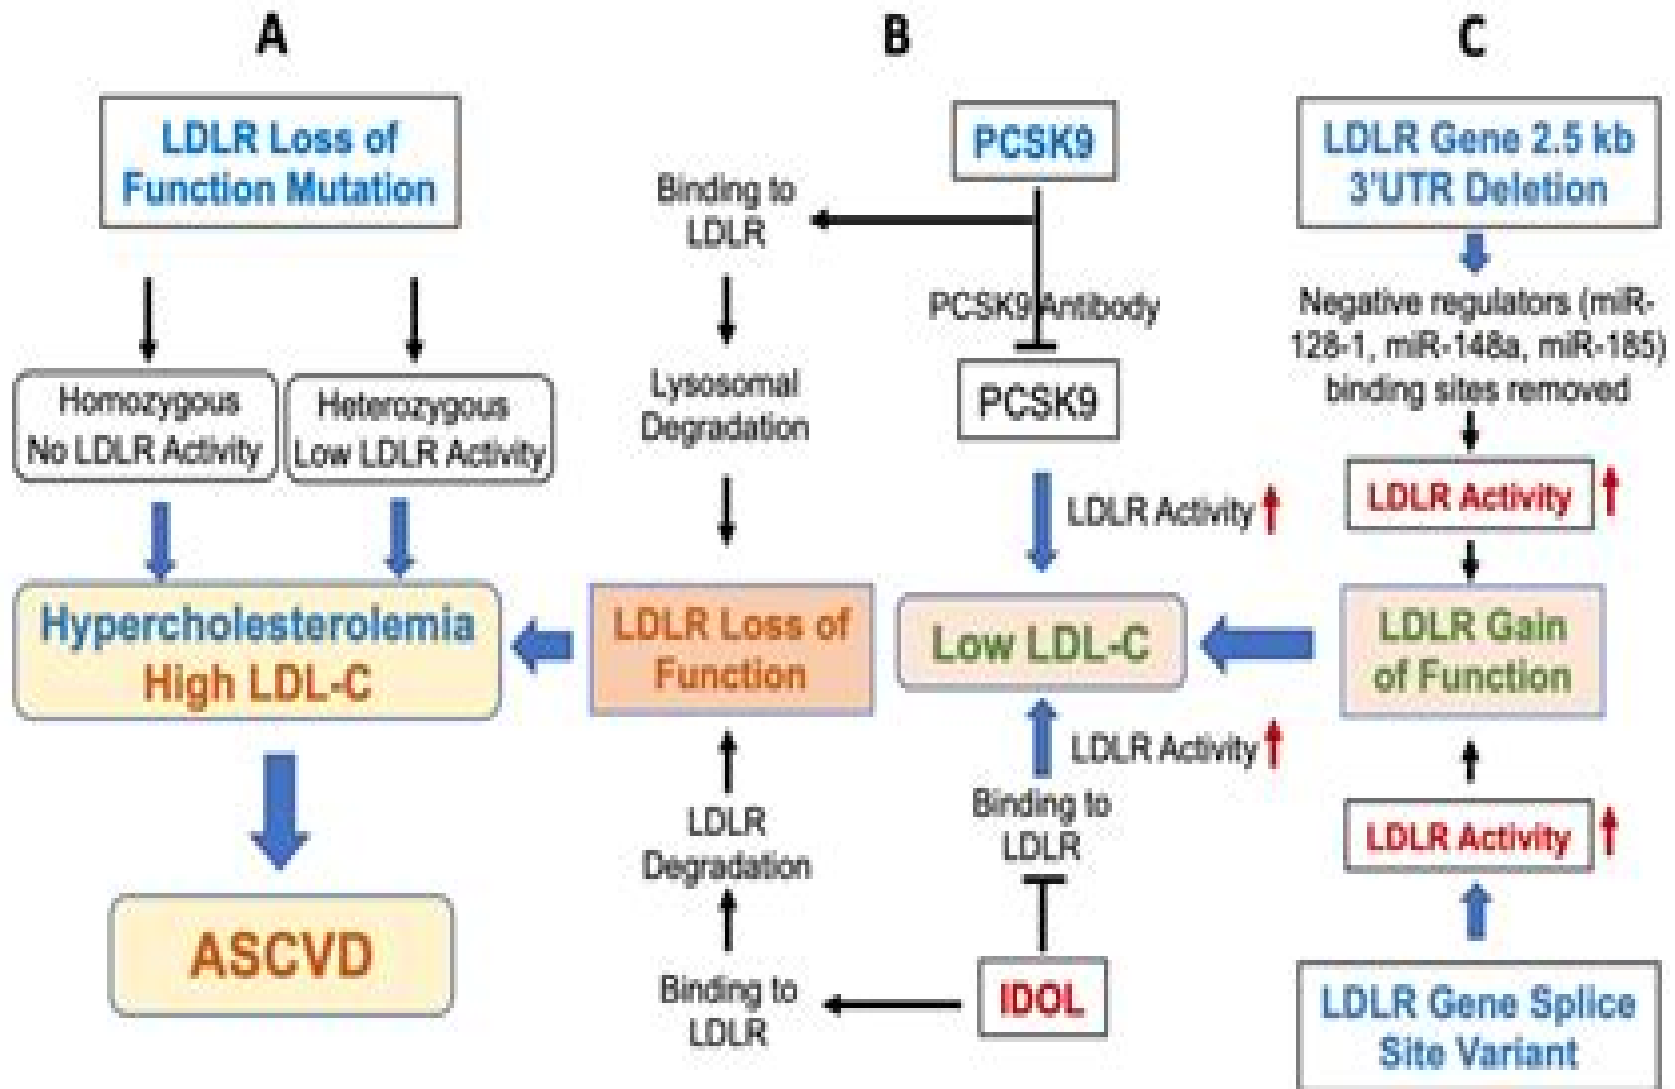 A
LDLR Loss of
Function Mutation
Homozygous
No LDLR Activity
Heterozygous
Low LDLR Activity
Hypercholesterolemia
High LDL-C
ASCVD
B
PCSK9
Binding to
LDLR
PCSK9 Antibody
Lysosomal
Degradation
PCSK9
LDLR Activity
LDLR Loss of
Function
Low LDL-C
LDLR Activity
LDLR
Degradation
Binding to
LDLR
Binding to
LDLR
IDOL
C
LDLR Gene 2.5 kb
3'UTR Deletion
Negative regulators (miR-
128-1, miR-148a, miR-185)
binding sites removed
LDLR Activity
LDLR Gain
of Function
LDLR Activity
LDLR Gene Splice
Site Variant